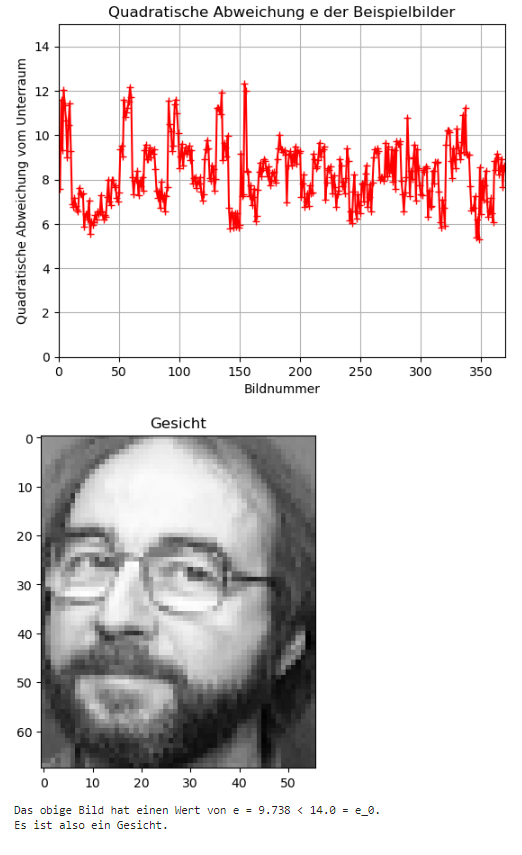 Quadratische Abweichung e der Beispielbilder
Quadratische Abweichung vom Unterraum
14
12
10
8
6
4
2
0
0 50 100 150 200 250 300 350
Bildnummer
Gesicht
0
10
20
30
40
50
60
0 10 20 30 40 50
Das obige Bild hat einen Wert von e = 9.738 < 14.0 = e_0.
Es ist also ein Gesicht.